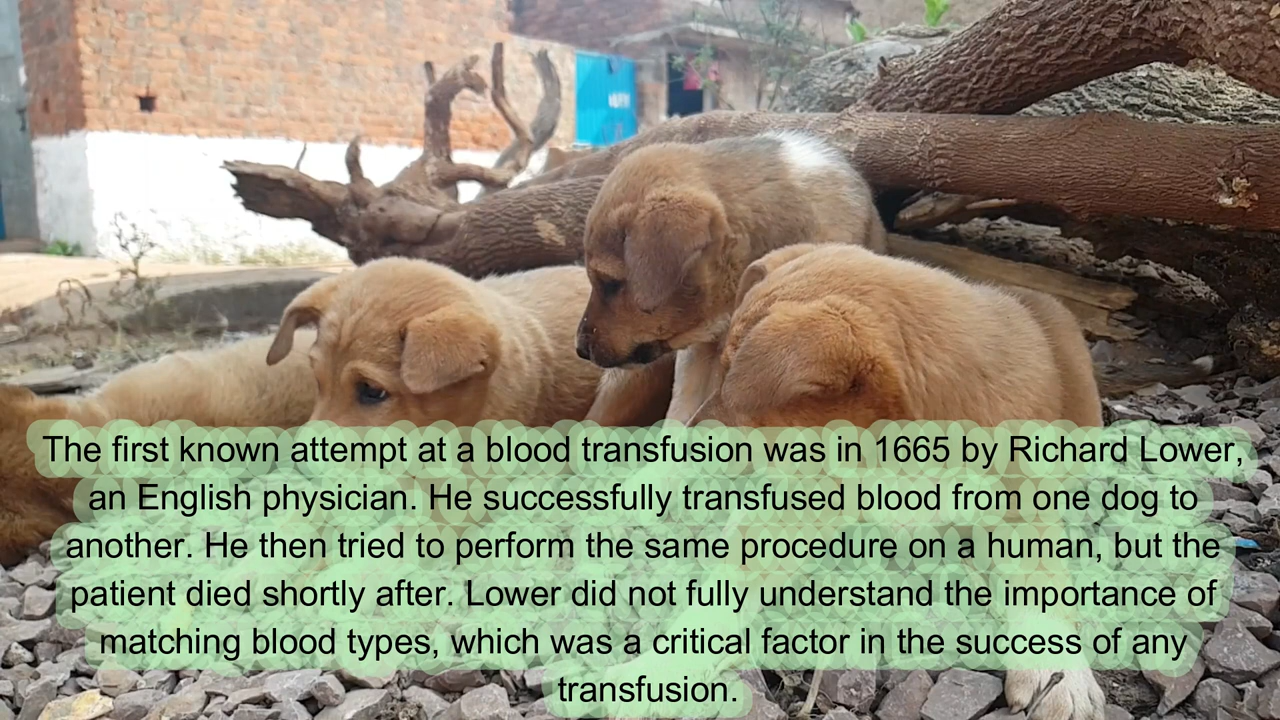 The first known attempt at a blood transfusion was in 1665 by Richard Lower,
an English physician. He successfully transfused blood from one dog to
another. He then tried to perform the same procedure on a human, but the
patient died shortly after. Lower did not fully understand the importance of
matching blood types, which was a critical factor in the success of any
transfusion.